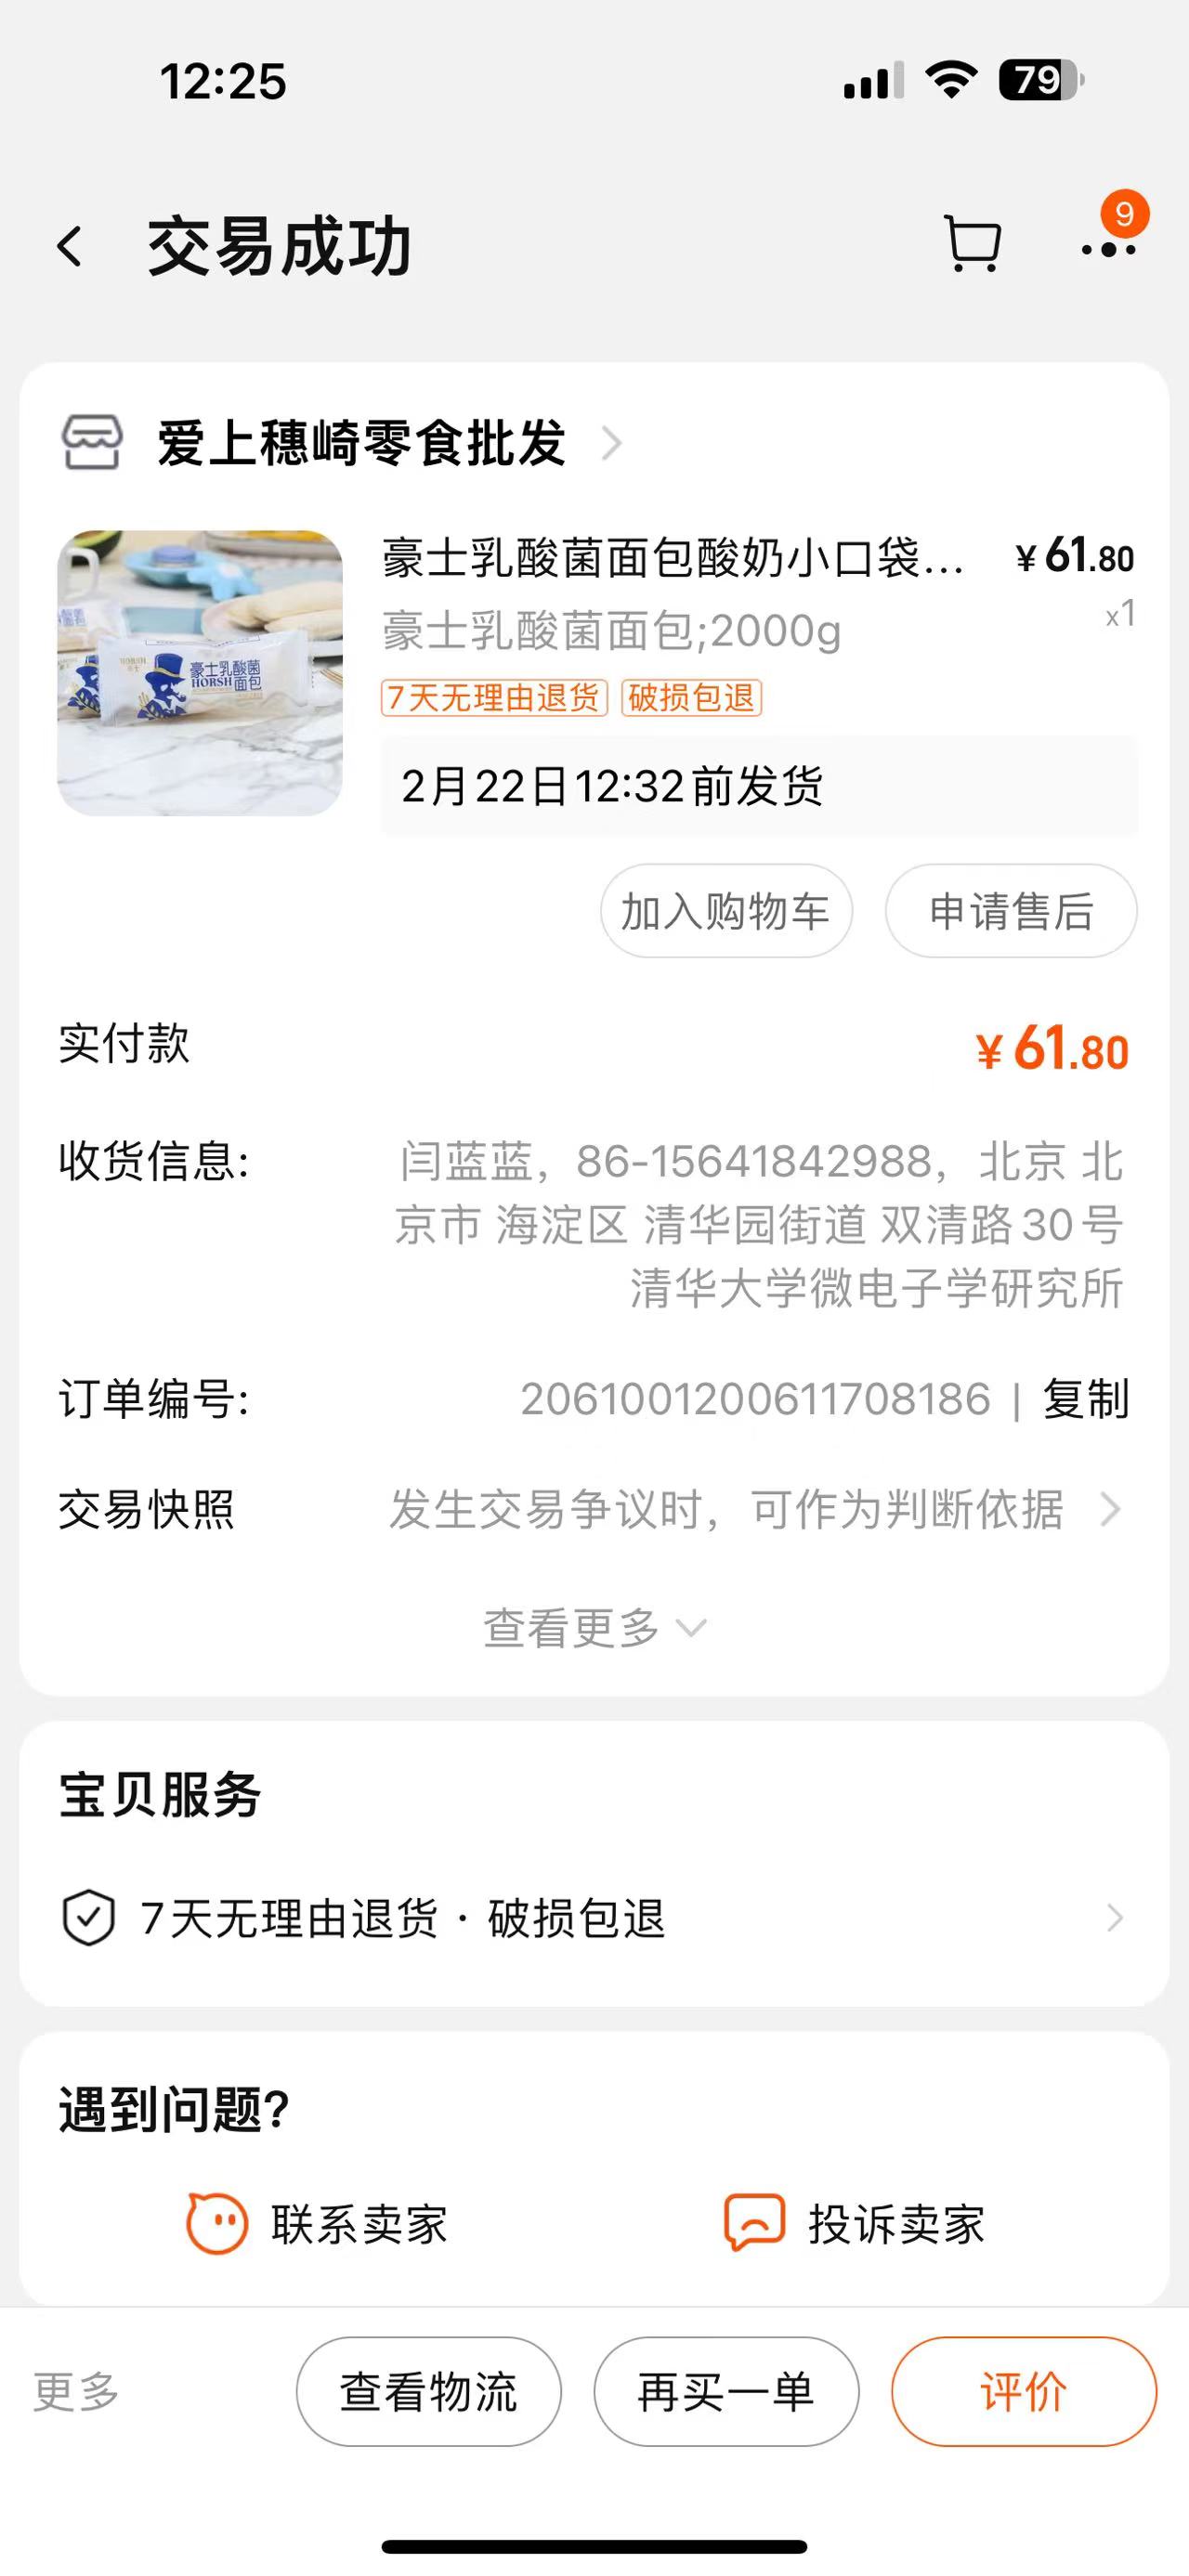 12:25
79
交易成功
9
爱上穗崎零食批发
豪士乳酸菌面包酸奶小口袋... ¥61.80
豪士乳酸菌面包;2000g x1
7天无理由退货 破损包退
豪士乳酸菌
HORSH面包
2月22日12:32前发货
加入购物车 申请售后
实付款 ¥61.80
收货信息: 闫蓝蓝，86-15641842988，北京 北
京市 海淀区 清华园街道 双清路30号
清华大学微电子学研究所
订单编号: 2061001200611708186 | 复制
交易快照 发生交易争议时，可作为判断依据
查看更多
宝贝服务
7天无理由退货 · 破损包退
遇到问题?
联系卖家 投诉卖家
更多 查看物流 再买一单 评价